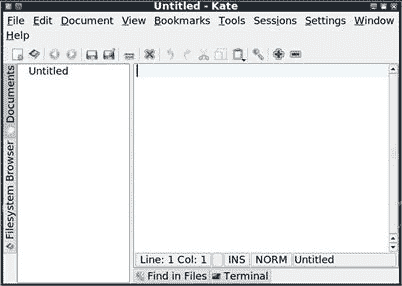 Untitled - Kate
File Edit Document View Bookmarks Tools Sessions Settings Window
Help
Documents
Filesystem Browser
Untitled
Line: 1 Col: 1 INS NORM Untitled
Find in Files Terminal